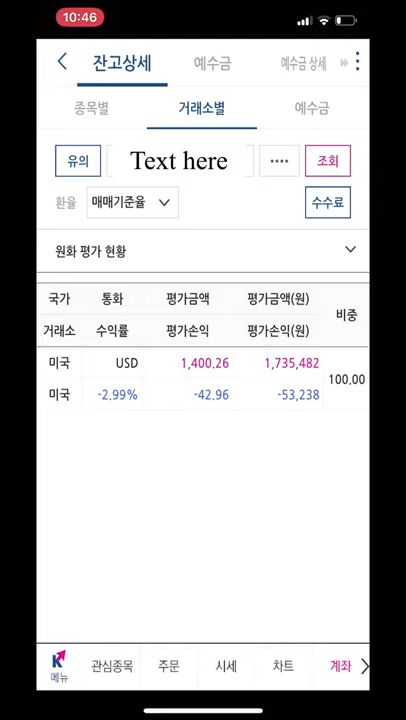 10:46
잔고상세 예수금 예수금 상세
종목별 거래소별 예수금
유의 Text here •••• 조회
환율 매매기준율 수수료
원화 평가 현황
국가 통화 평가금액 평가금액(원) 비중
거래소 수익률 평가손익 평가손익(원)
미국 USD 1,400.26 1,735,482 100.00
미국 -2.99% -42.96 -53,238
K
메뉴 관심종목 주문 시세 차트 계좌